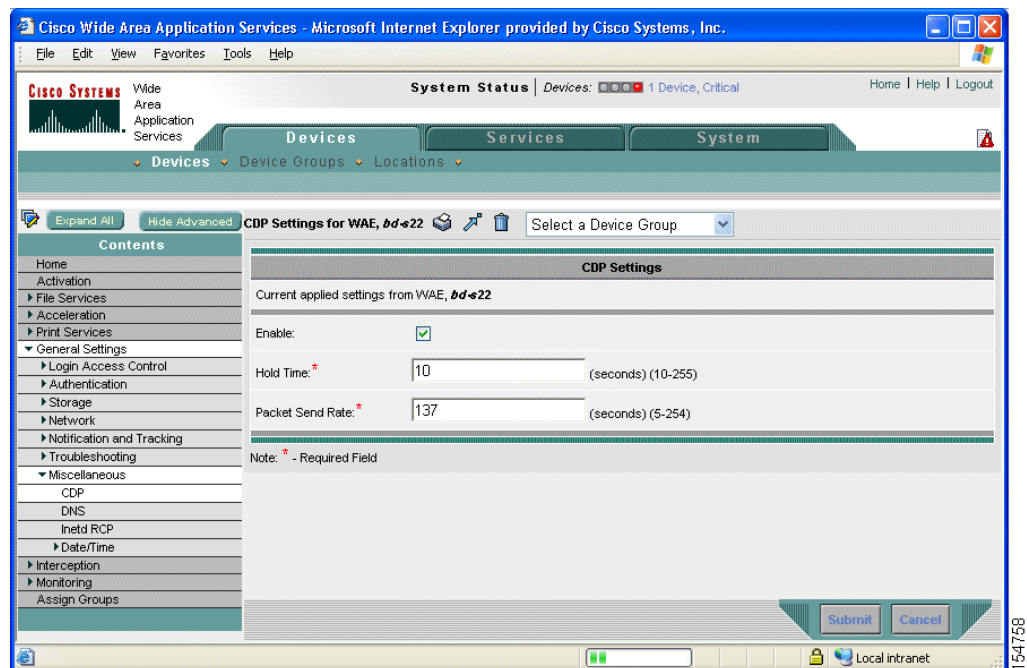 Cisco Wide Area Application Services - Microsoft Internet Explorer provided by Cisco Systems, Inc.
File Edit View Favorites Tools Help
CISCO SYSTEMS
Wide
Area
Application
Services
System Status | Devices: 1 Device, Critical
Home | Help | Logout
Devices Services System
Devices Device Groups Locations
Expand All Hide Advanced CDP Settings for WAE, bd-s22 Select a Device Group
Contents
Home
Activation
File Services
Acceleration
Print Services
General Settings
Login Access Control
Authentication
Storage
Network
Notification and Tracking
Troubleshooting
Miscellaneous
CDP
DNS
Inetd RCP
Date/Time
Interception
Monitoring
Assign Groups
CDP Settings
Current applied settings from WAE, bd-s22
Enable:
Hold Time:* 10 (seconds) (10-255)
Packet Send Rate:* 137 (seconds) (5-254)
Note: * - Required Field
Submit Cancel
Local intranet
154758